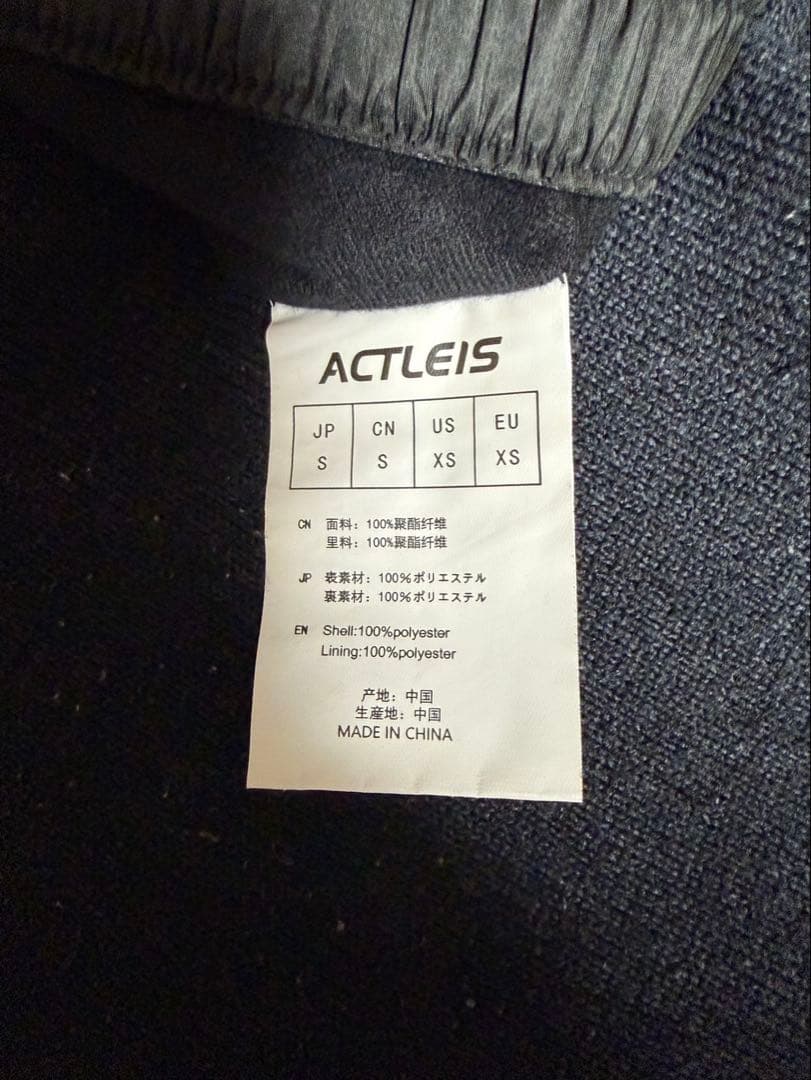 ACTLEIS
JP CN US EU
S S XS XS
CN 面料：100%聚酯纤维
里料：100%聚酯纤维
JP 表素材：100%ポリエステル
裏素材：100%ポリエステル
EN Shell:100%polyester
Lining:100%polyester
产地：中国
生産地：中国
MADE IN CHINA